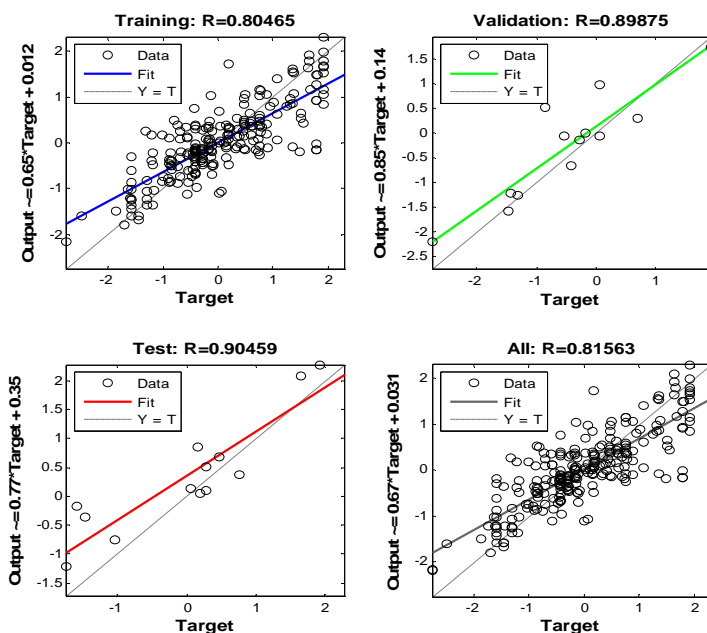 Training: R=0.80465
Output ~= 0.65*Target + 0.012
Data
Fit
Y = T
2
1
0
-1
-2
-2 -1 0 1 2
Target
Validation: R=0.89875
Output ~= 0.85*Target + 0.14
Data
Fit
Y = T
1.5
1
0.5
0
-0.5
-1
-1.5
-2
-2.5
-2 -1 0 1
Target
Test: R=0.90459
Output ~= 0.77*Target + 0.35
Data
Fit
Y = T
2
1.5
1
0.5
0
-0.5
-1
-1.5
-1 0 1 2
Target
All: R=0.81563
Output ~= 0.67*Target + 0.031
Data
Fit
Y = T
2
1
0
-1
-2
-2 -1 0 1 2
Target